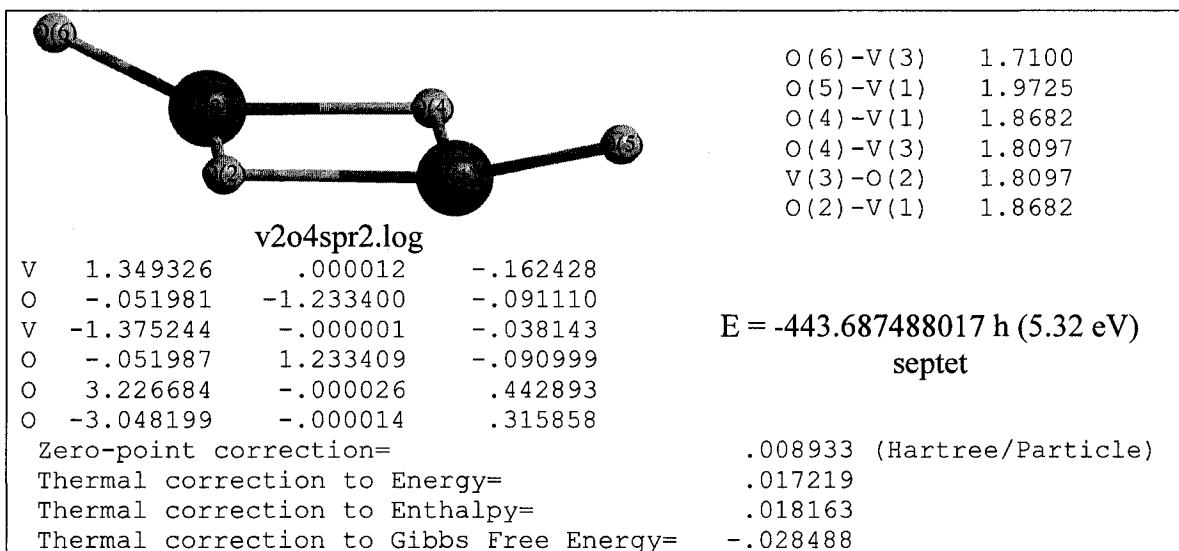 O(6)
O(4)
O(5)
O(2)
O(6)-V(3) 1.7100
O(5)-V(1) 1.9725
O(4)-V(1) 1.8682
O(4)-V(3) 1.8097
V(3)-O(2) 1.8097
O(2)-V(1) 1.8682
v2o4spr2.log
V 1.349326 .000012 -.162428
O -.051981 -1.233400 -.091110
V -1.375244 -.000001 -.038143
O -.051987 1.233409 -.090999
O 3.226684 -.000026 .442893
O -3.048199 -.000014 .315858
E = -443.687488017 h (5.32 eV)
septet
Zero-point correction= .008933 (Hartree/Particle)
Thermal correction to Energy= .017219
Thermal correction to Enthalpy= .018163
Thermal correction to Gibbs Free Energy= -.028488